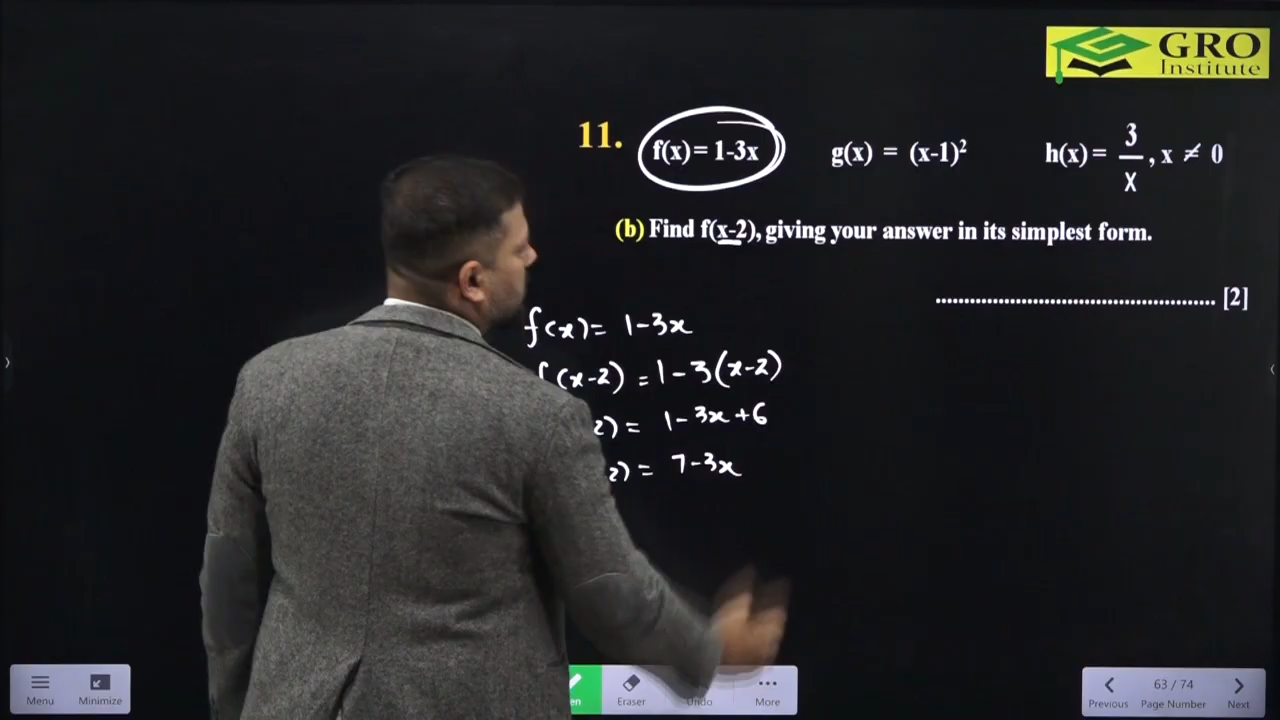 GRO
Institute
11. f(x)= 1-3x g(x) = (x-1)² h(x)= 3/x , x ≠ 0
(b) Find f(x-2), giving your answer in its simplest form.
................................................ [2]
f(x)= 1-3x
f(x-2) = 1-3(x-2)
2) = 1-3x+6
2) = 7-3x
Menu Minimize Eraser Undo More Previous 63 / 74 Page Number Next